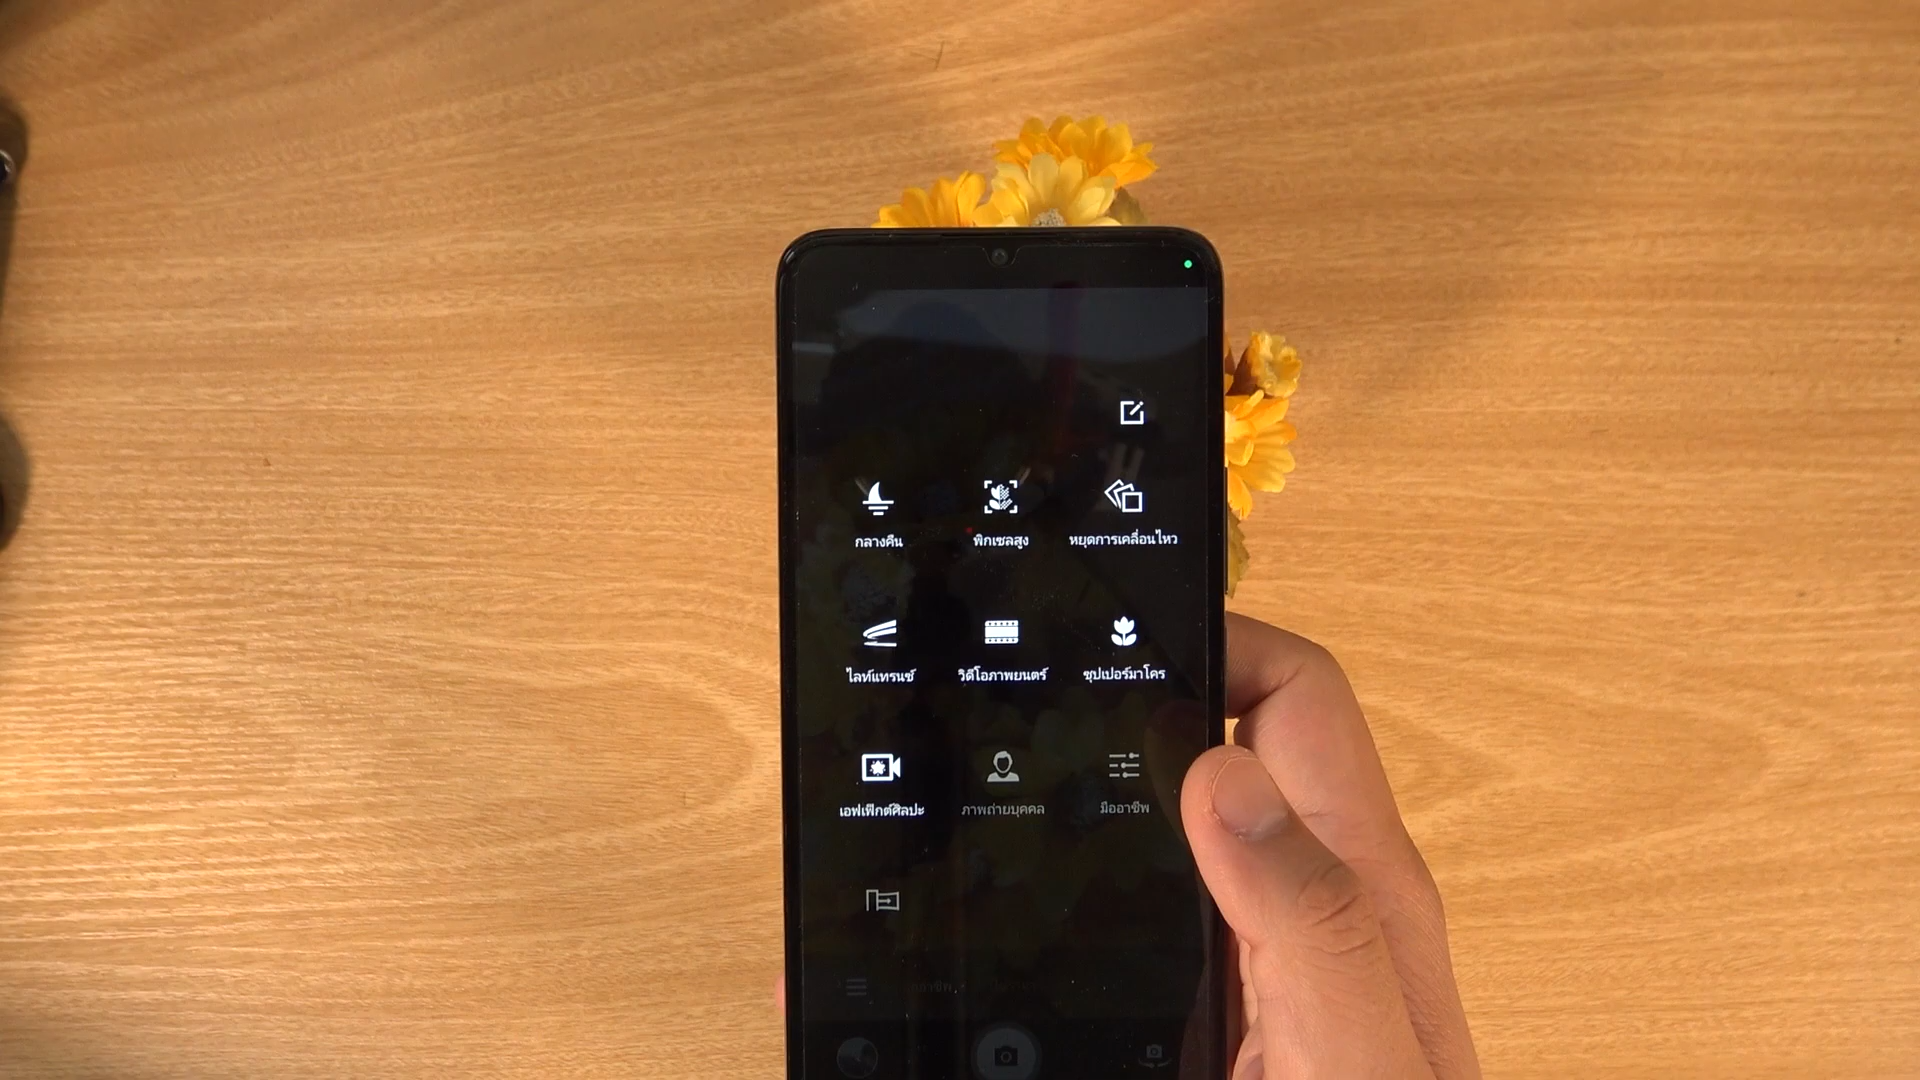 กลางคืน
พิกเซลสูง
หยุดการเคลื่อนไหว
ไลท์แทรนซ์
วิดีโอภาพยนตร์
ซุปเปอร์มาโคร
เอฟเฟ็กต์ศิลปะ
ภาพถ่ายบุคคล
มืออาชีพ